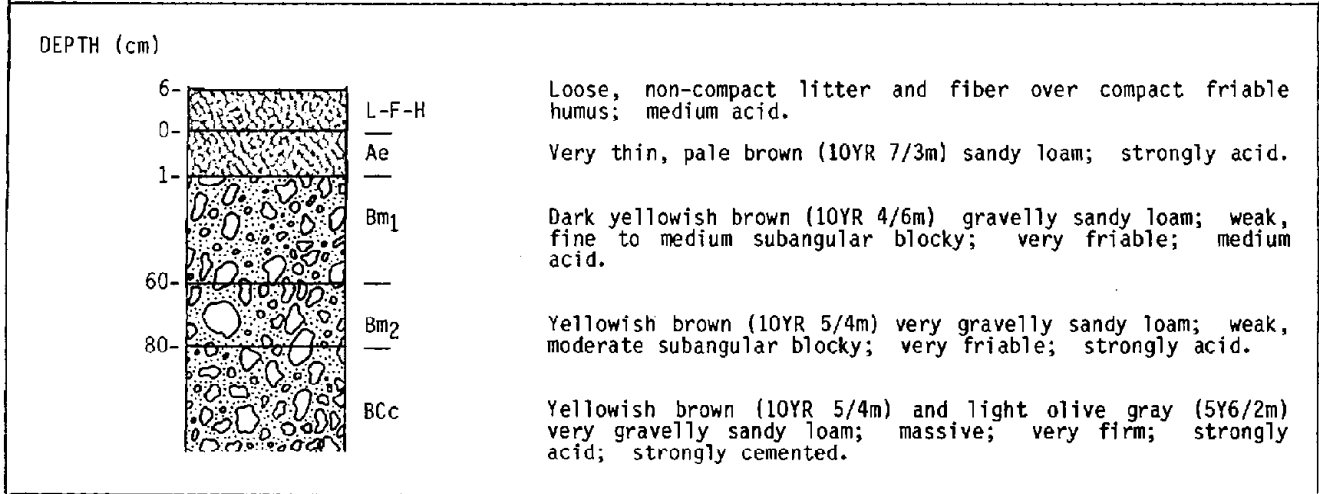 DEPTH (cm)
6-
L-F-H
Loose, non-compact litter and fiber over compact friable
humus; medium acid.
0-
Ae
Very thin, pale brown (10YR 7/3m) sandy loam; strongly acid.
1-
Bm1
Dark yellowish brown (10YR 4/6m) gravelly sandy loam; weak,
fine to medium subangular blocky; very friable; medium
acid.
60-
Bm2
Yellowish brown (10YR 5/4m) very gravelly sandy loam; weak,
moderate subangular blocky; very friable; strongly acid.
80-
BCc
Yellowish brown (10YR 5/4m) and light olive gray (5Y6/2m)
very gravelly sandy loam; massive; very firm; strongly
acid; strongly cemented.